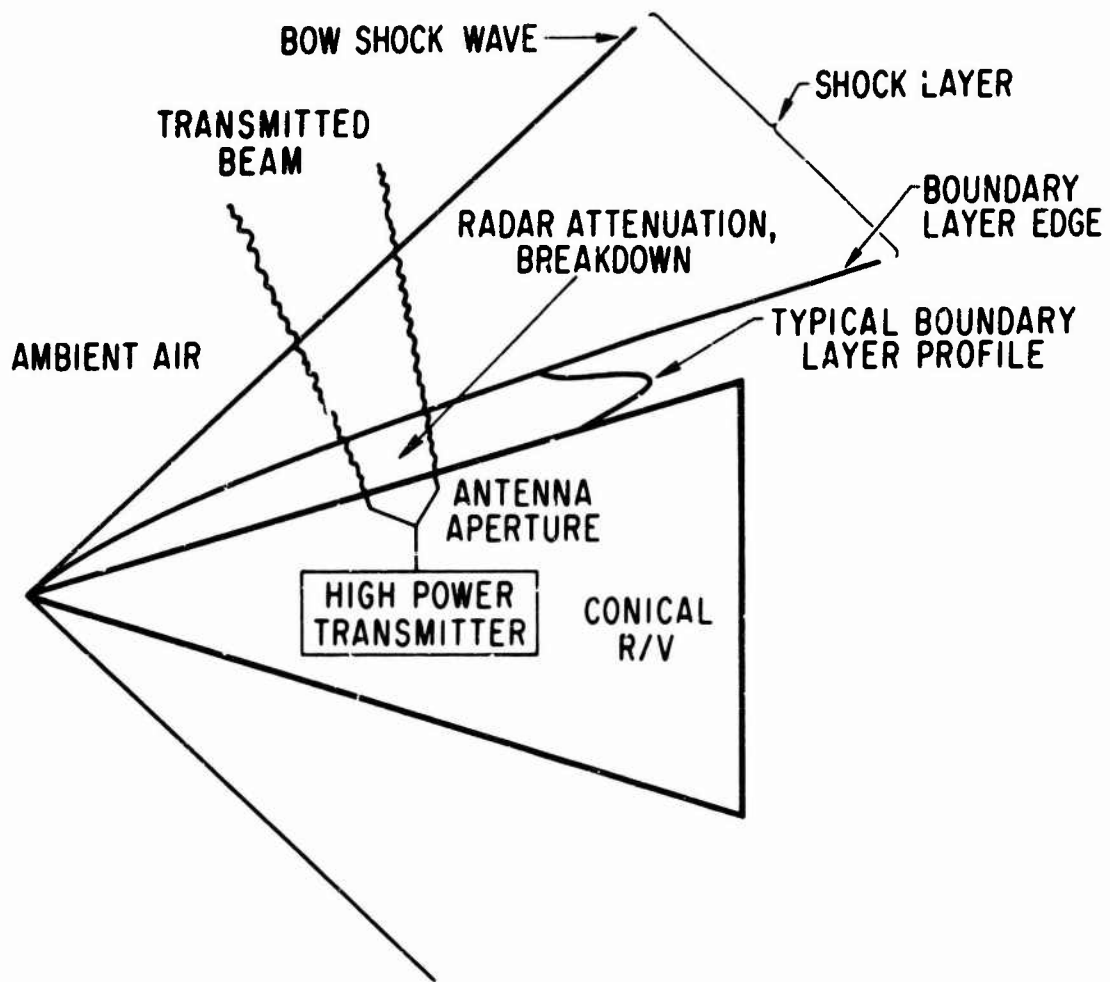 BOW SHOCK WAVE
SHOCK LAYER
TRANSMITTED
BEAM
BOUNDARY
LAYER EDGE
RADAR ATTENUATION,
BREAKDOWN
TYPICAL BOUNDARY
LAYER PROFILE
AMBIENT AIR
ANTENNA
APERTURE
HIGH POWER
TRANSMITTER
CONICAL
R/V